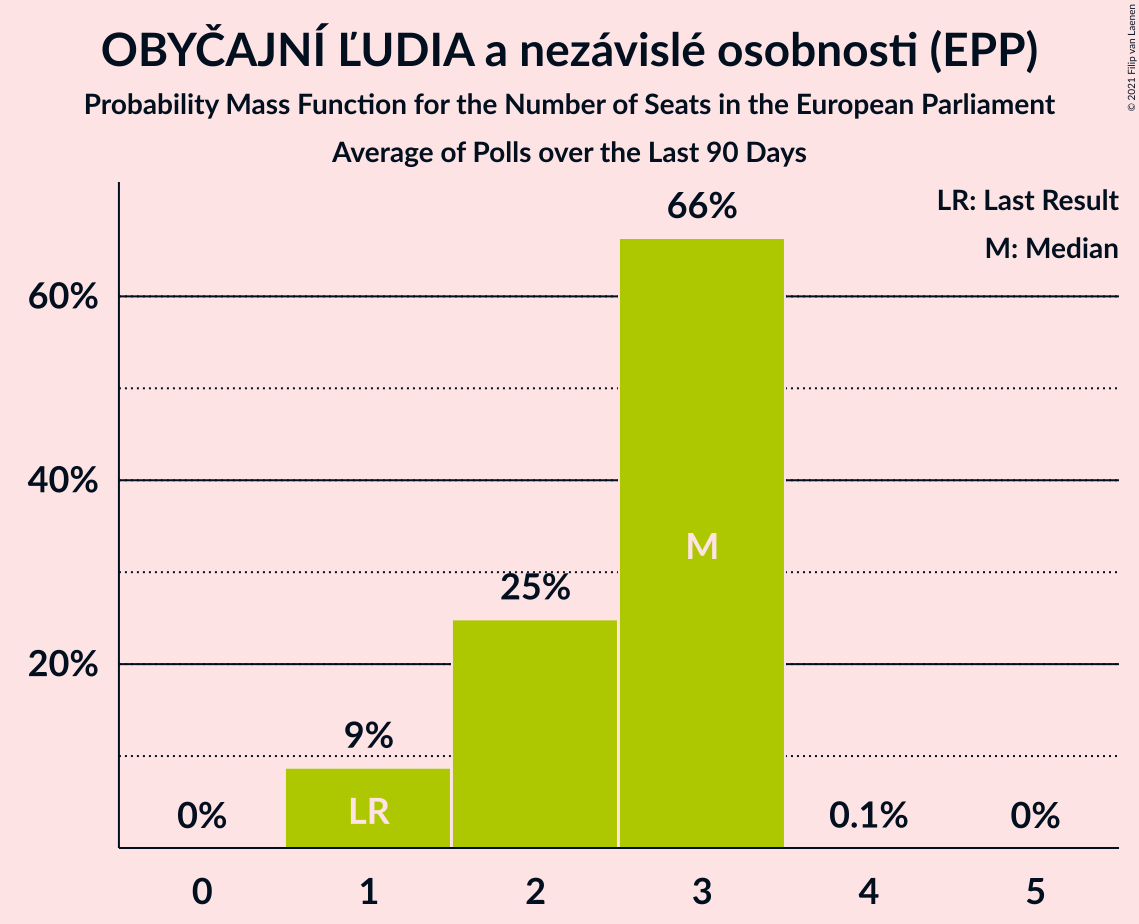 OBYČAJNÍ ĽUDIA a nezávislé osobnosti (EPP)
Probability Mass Function for the Number of Seats in the European Parliament
Average of Polls over the Last 90 Days
© 2021 Filip van Laenen
LR: Last Result
M: Median
66%
60%
40%
M
25%
20%
9%
LR
0%
0.1%
0%
0 1 2 3 4 5